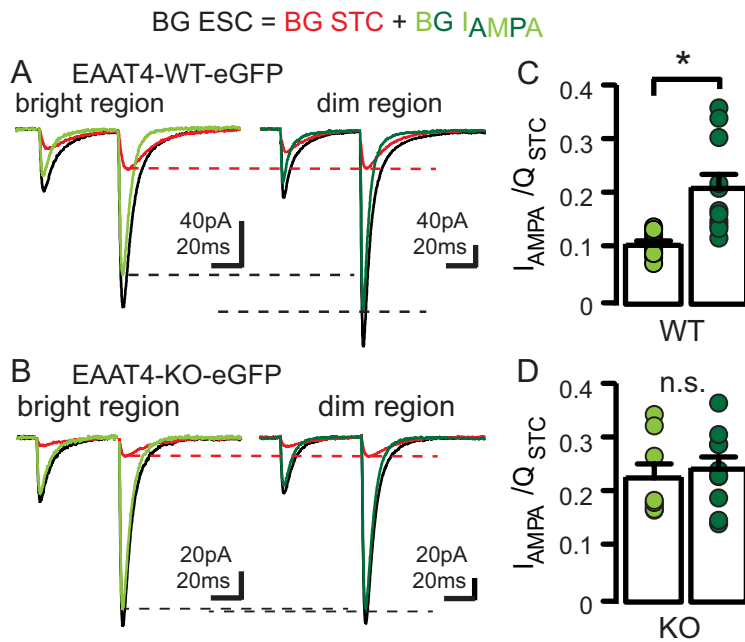 BG ESC = BG STC + BG IAMPA
A EAAT4-WT-eGFP
bright region dim region
40pA
20ms
40pA
20ms
C
IAMPA /QSTC
0.4
0.3
0.2
0.1
0
*
WT
B EAAT4-KO-eGFP
bright region dim region
20pA
20ms
20pA
20ms
D
IAMPA /QSTC
0.4
0.3
0.2
0.1
0
n.s.
KO